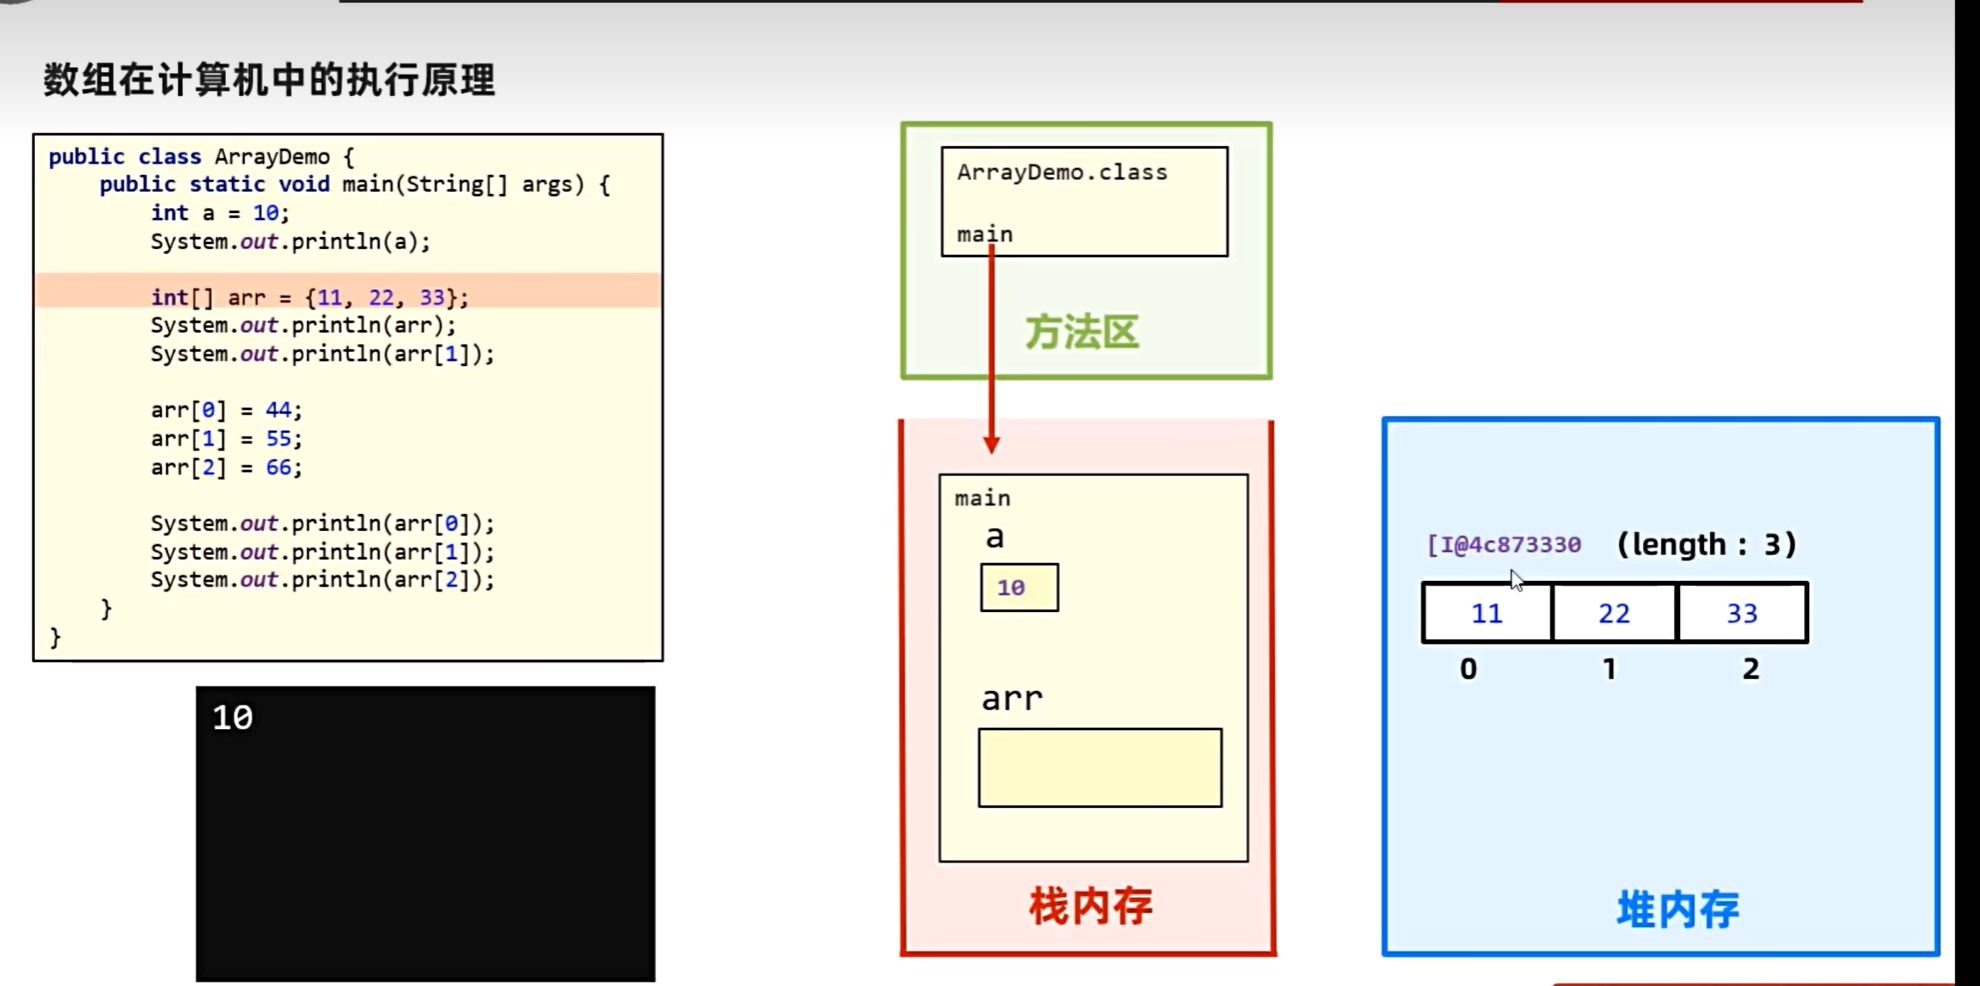 数组在计算机中的执行原理
public class ArrayDemo {
public static void main(String[] args) {
int a = 10;
System.out.println(a);
int[] arr = {11, 22, 33};
System.out.println(arr);
System.out.println(arr[1]);
arr[0] = 44;
arr[1] = 55;
arr[2] = 66;
System.out.println(arr[0]);
System.out.println(arr[1]);
System.out.println(arr[2]);
}
}
10
ArrayDemo.class
main
方法区
main
a
10
arr
栈内存
[I@4c873330 (length : 3)
11 22 33
0 1 2
堆内存